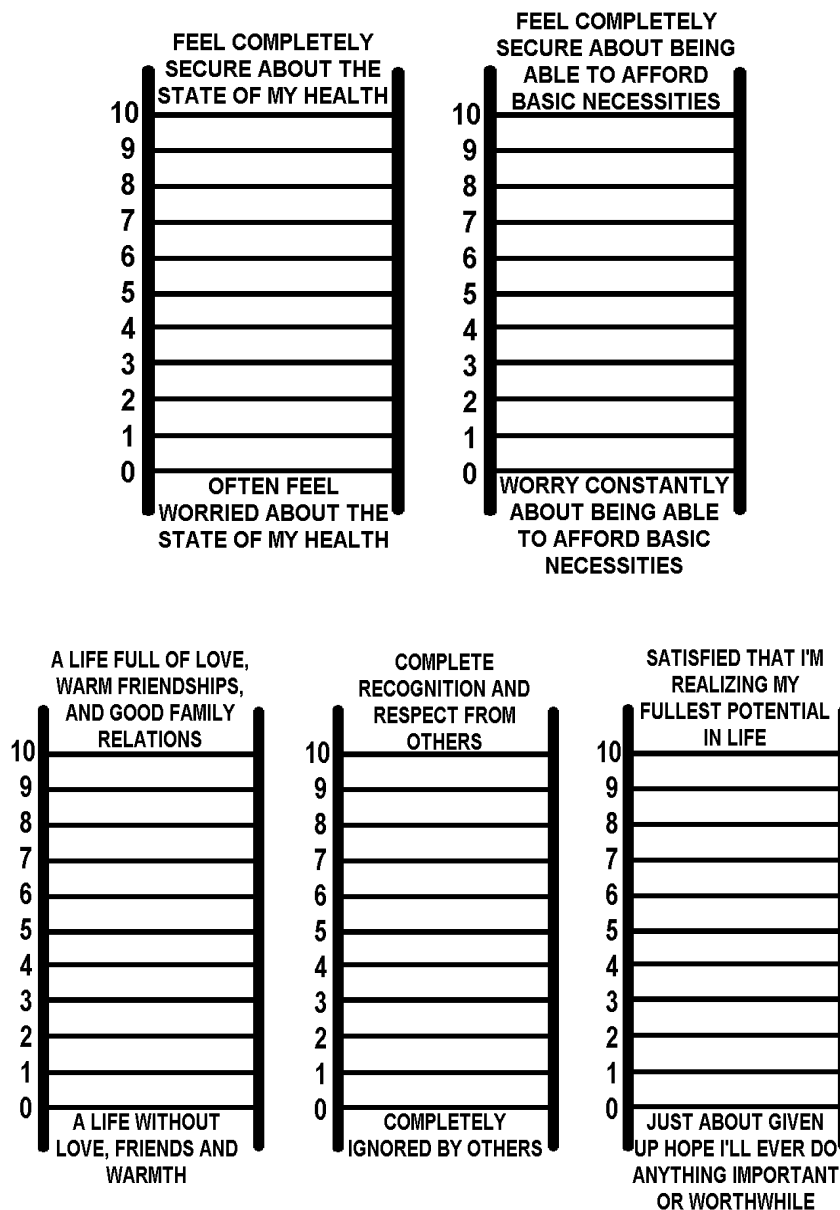 FEEL COMPLETELY
SECURE ABOUT THE
STATE OF MY HEALTH
10
9
8
7
6
5
4
3
2
1
0
OFTEN FEEL
WORRIED ABOUT THE
STATE OF MY HEALTH
FEEL COMPLETELY
SECURE ABOUT BEING
ABLE TO AFFORD
BASIC NECESSITIES
10
9
8
7
6
5
4
3
2
1
0
WORRY CONSTANTLY
ABOUT BEING ABLE
TO AFFORD BASIC
NECESSITIES
A LIFE FULL OF LOVE,
WARM FRIENDSHIPS,
AND GOOD FAMILY
RELATIONS
10
9
8
7
6
5
4
3
2
1
0
A LIFE WITHOUT
LOVE, FRIENDS AND
WARMTH
COMPLETE
RECOGNITION AND
RESPECT FROM
OTHERS
10
9
8
7
6
5
4
3
2
1
0
COMPLETELY
IGNORED BY OTHERS
SATISFIED THAT I'M
REALIZING MY
FULLEST POTENTIAL
IN LIFE
10
9
8
7
6
5
4
3
2
1
0
JUST ABOUT GIVEN
UP HOPE I'LL EVER DO
ANYTHING IMPORTANT
OR WORTHWHILE